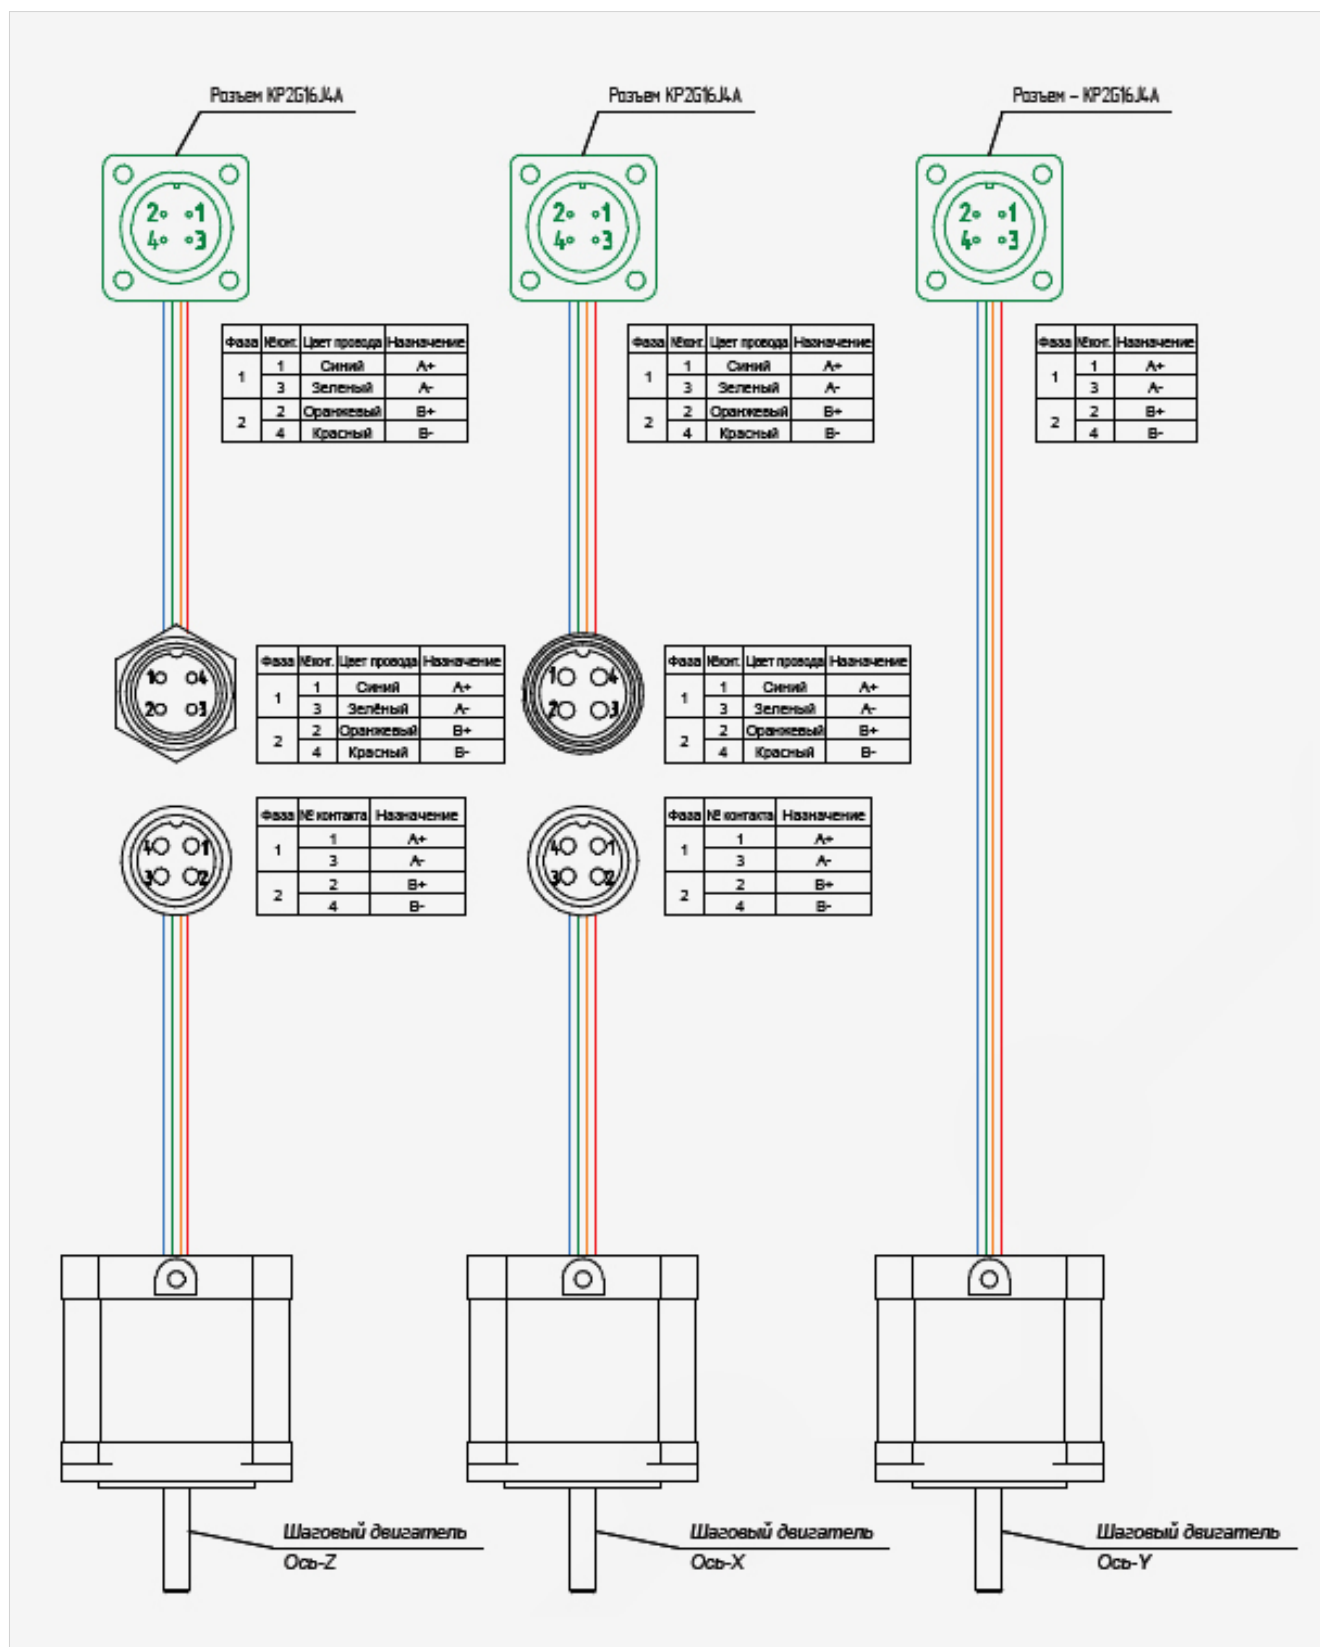 Разъем КР2G16J4A
Разъем КР2G16J4A
Разъем – КР2G16J4A
2 1
4 3
2 1
4 3
2 1
4 3
Фаза №конт. Цвет провода Назначение
1 1 Синий А+
3 Зеленый А-
2 2 Оранжевый В+
4 Красный В-
Фаза №конт. Цвет провода Назначение
1 1 Синий А+
3 Зеленый А-
2 2 Оранжевый В+
4 Красный В-
Фаза №конт. Назначение
1 1 А+
3 А-
2 2 В+
4 В-
1 4
2 3
Фаза №конт. Цвет провода Назначение
1 1 Синий А+
3 Зелёный А-
2 2 Оранжевый В+
4 Красный В-
1 4
2 3
Фаза №конт. Цвет провода Назначение
1 1 Синий А+
3 Зеленый А-
2 2 Оранжевый В+
4 Красный В-
4 1
3 2
Фаза № контакта Назначение
1 1 А+
3 А-
2 2 В+
4 В-
4 1
3 2
Фаза № контакта Назначение
1 1 А+
3 А-
2 2 В+
4 В-
Шаговый двигатель
Ось-Z
Шаговый двигатель
Ось-X
Шаговый двигатель
Ось-Y